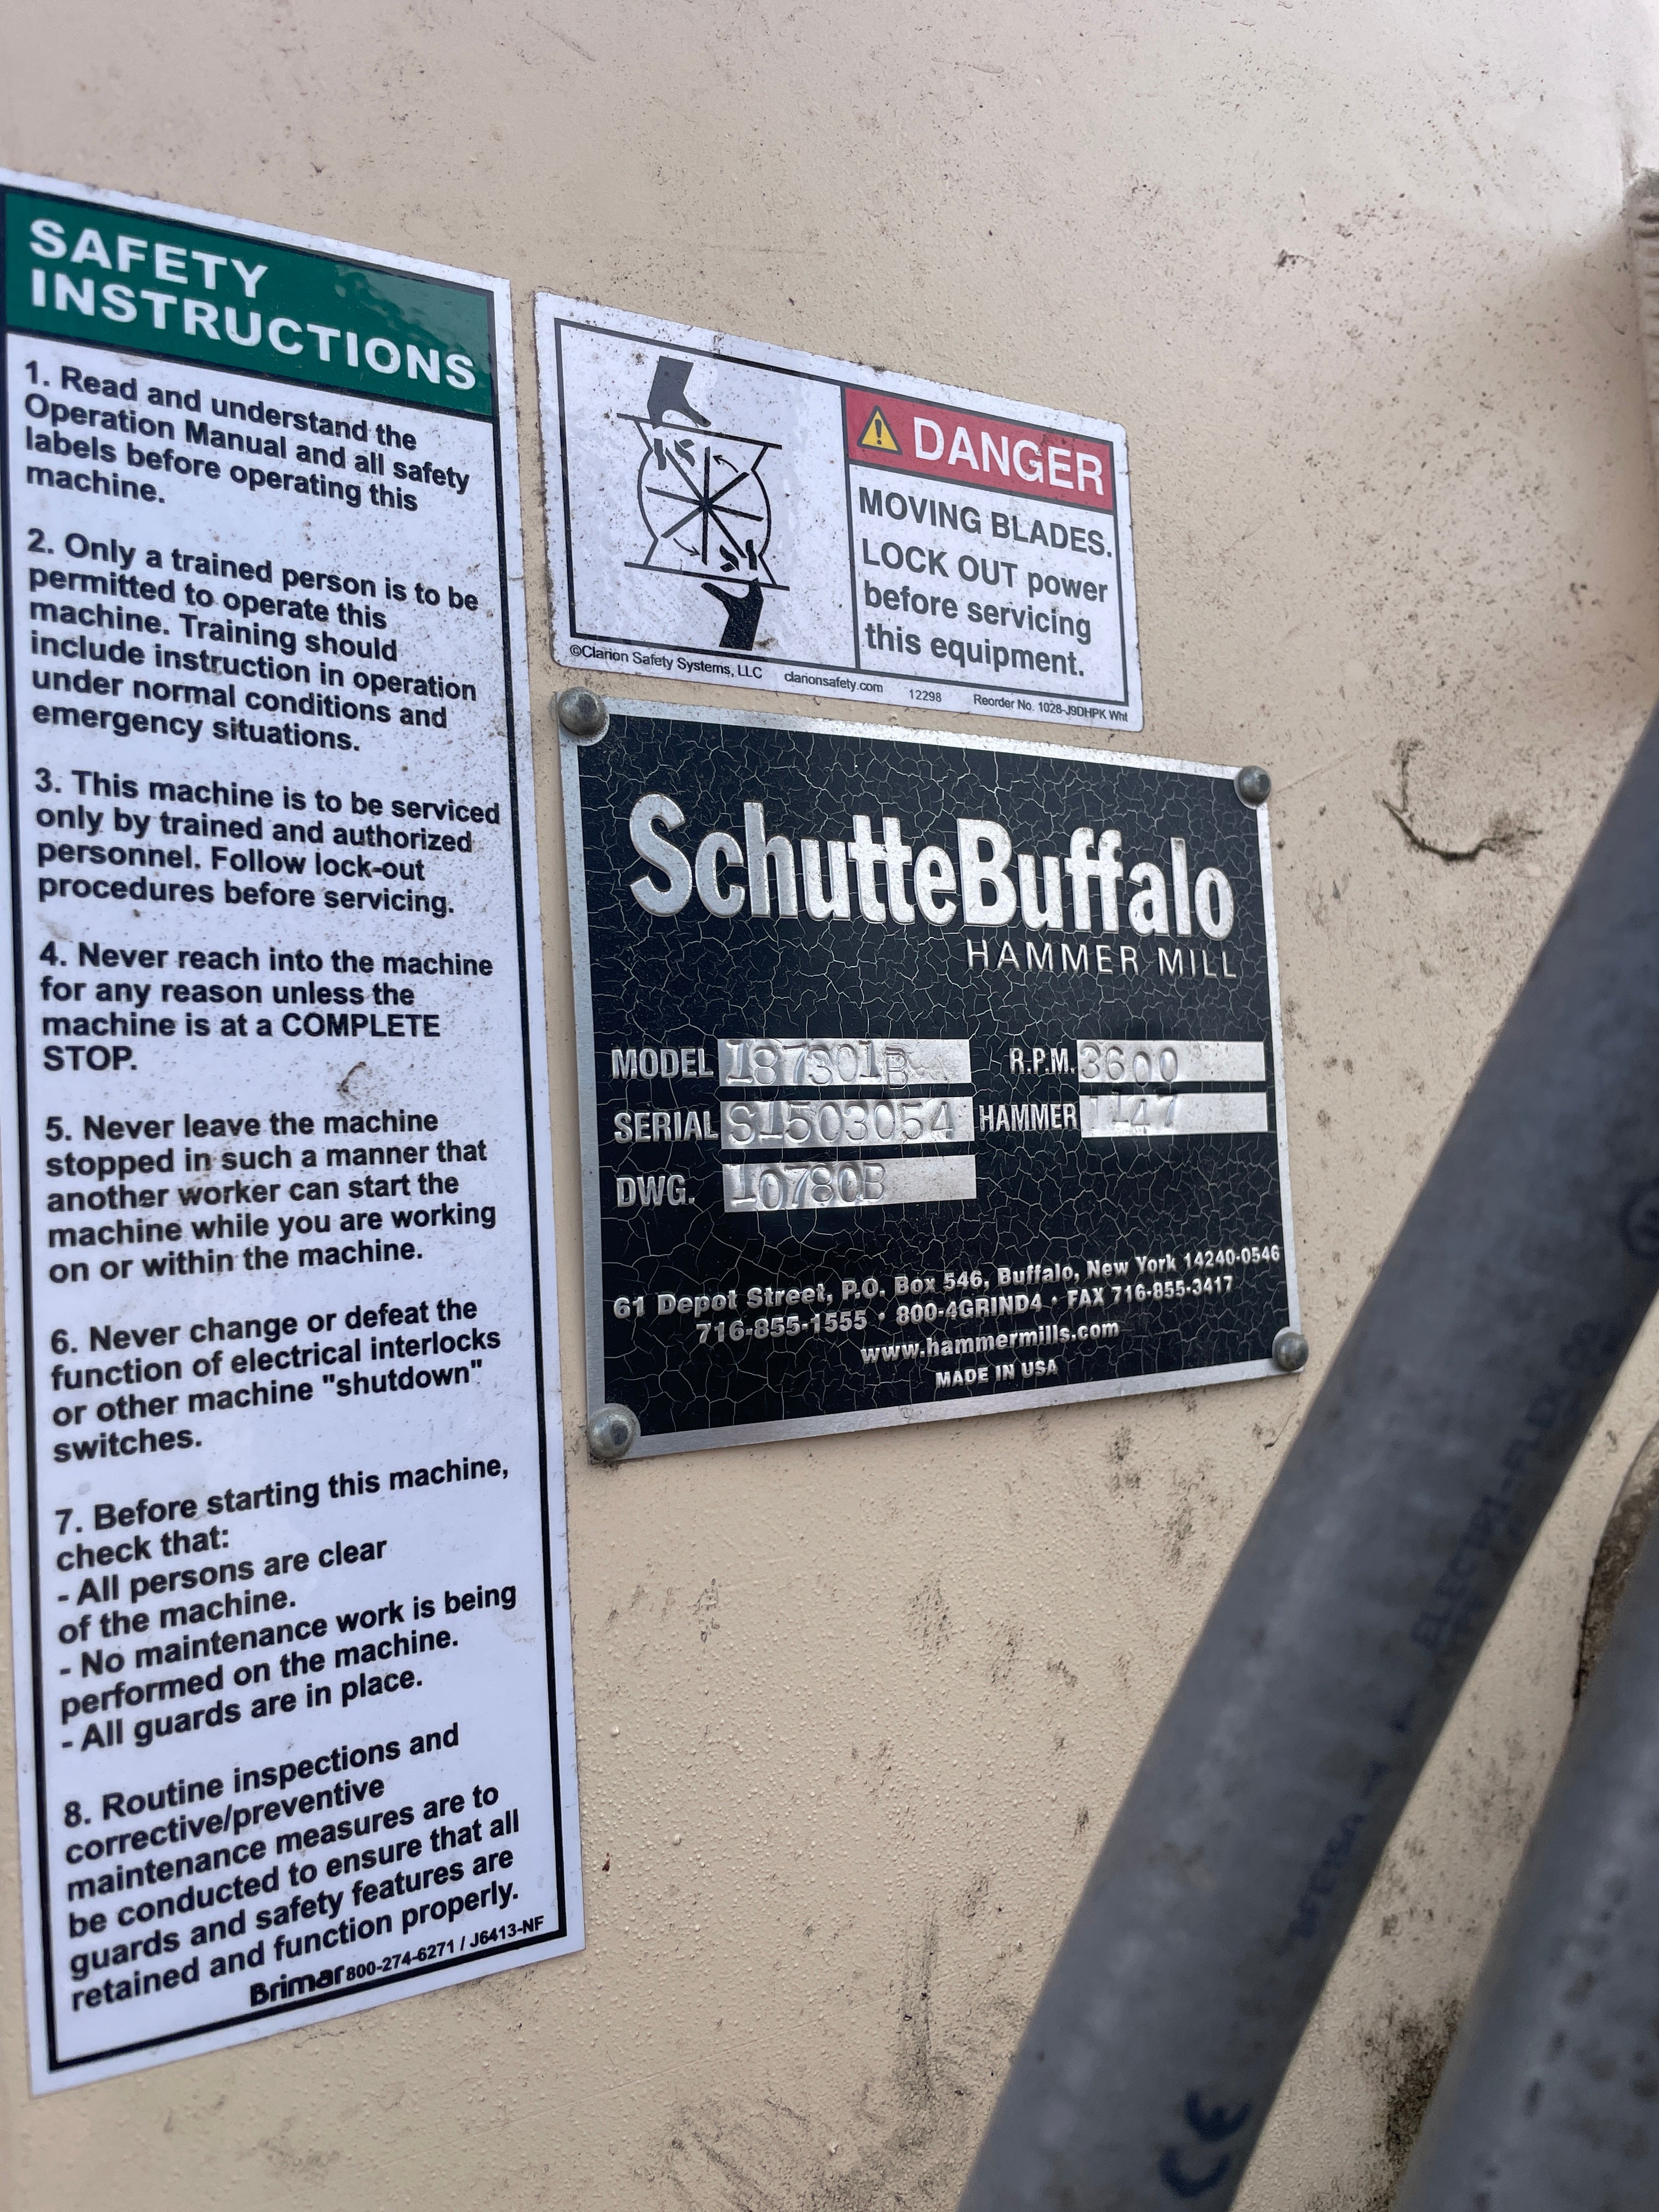 SAFETY
INSTRUCTIONS
1. Read and understand the
Operation Manual and all safety
labels before operating this
machine.
2. Only a trained person is to be
permitted to operate this
machine. Training should
include instruction in operation
under normal conditions and
emergency situations.
3. This machine is to be serviced
only by trained and authorized
personnel. Follow lock-out
procedures before servicing.
4. Never reach into the machine
for any reason unless the
machine is at a COMPLETE
STOP.
5. Never leave the machine
stopped in such a manner that
another worker can start the
machine while you are working
on or within the machine.
6. Never change or defeat the
function of electrical interlocks
or other machine "shutdown"
switches.
7. Before starting this machine,
check that:
- All persons are clear
of the machine.
- No maintenance work is being
performed on the machine.
- All guards are in place.
8. Routine inspections and
corrective/preventive
maintenance measures are to
be conducted to ensure that all
guards and safety features are
retained and function properly.
Brimar 800-274-6271 / J6413-NF
DANGER
MOVING BLADES.
LOCK OUT power
before servicing
this equipment.
©Clarion Safety Systems, LLC clarionsafety.com 12298 Reorder No. 1028-J9DHPK Wht
SchutteBuffalo
HAMMER MILL
MODEL 187301B R.P.M. 3600
SERIAL S1503054 HAMMER 1147
DWG. 10780B
61 Depot Street, P.O. Box 546, Buffalo, New York 14240-0546
716-855-1555 • 800-4GRIND4 • FAX 716-855-3417
www.hammermills.com
MADE IN USA
CE